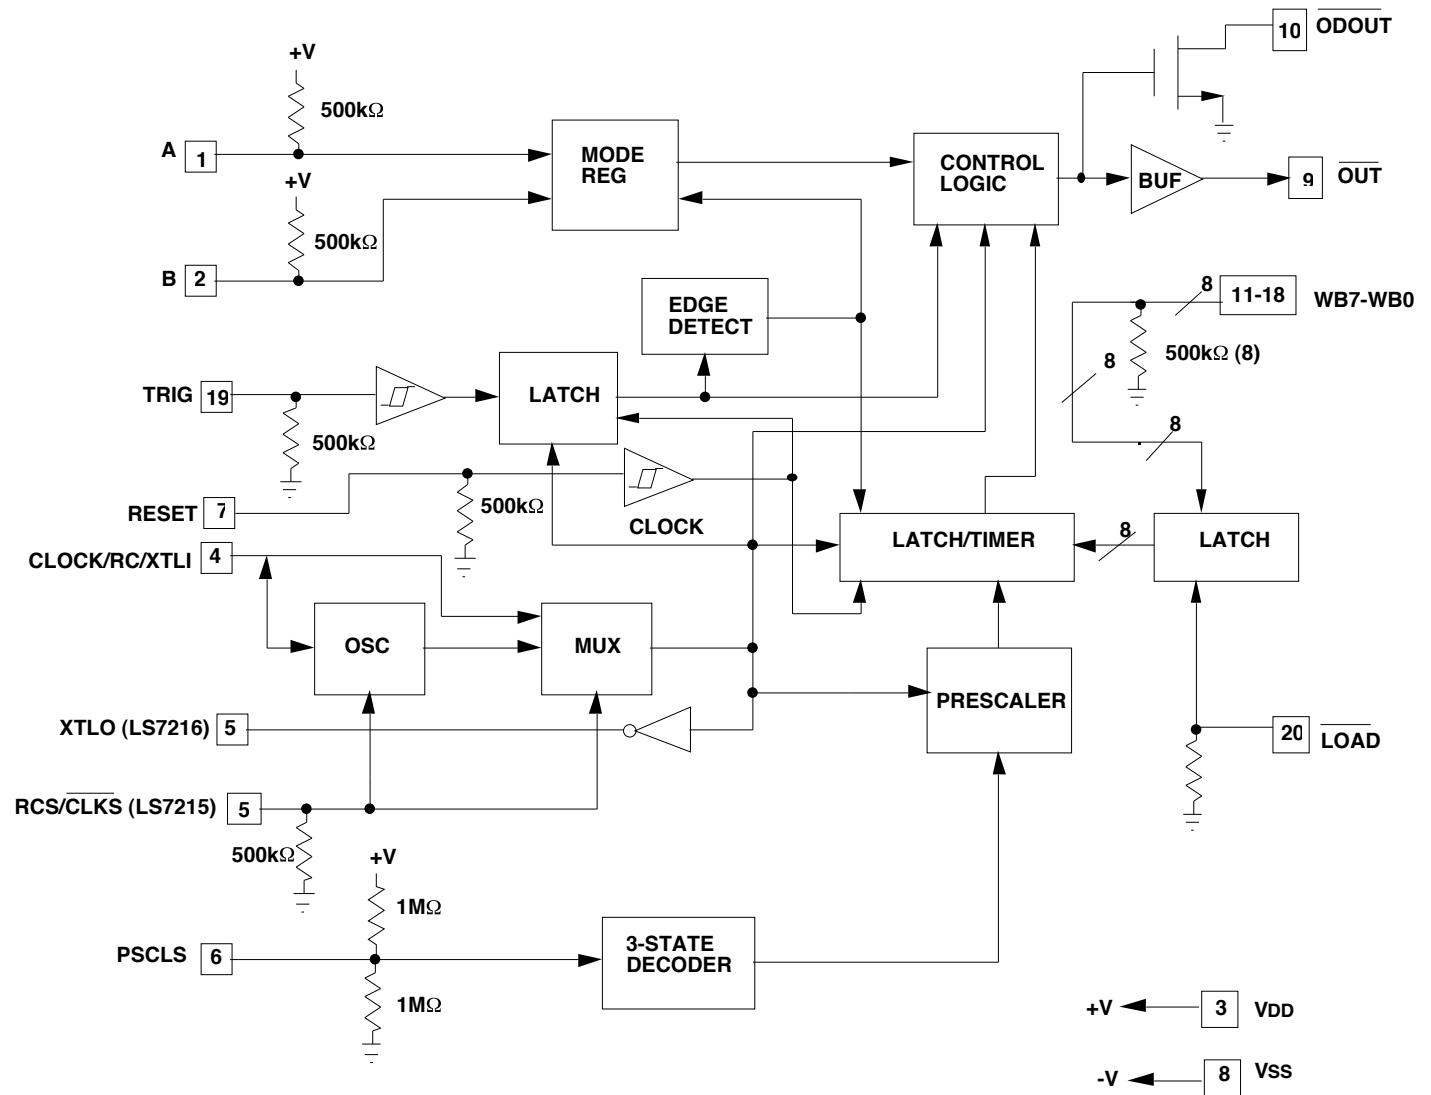 10 ODOUT
+V
500kΩ
A 1
MODE
REG
CONTROL
LOGIC
BUF
9 OUT
+V
500kΩ
B 2
EDGE
DETECT
8
11-18 WB7-WB0
500kΩ (8)
8
TRIG 19
LATCH
8
500kΩ
RESET 7
500kΩ
CLOCK
LATCH/TIMER
8
LATCH
CLOCK/RC/XTLI 4
OSC
MUX
PRESCALER
XTLO (LS7216) 5
20 LOAD
RCS/CLKS (LS7215) 5
500kΩ
+V
1MΩ
PSCLS 6
3-STATE
DECODER
1MΩ
+V 3 VDD
-V 8 VSS